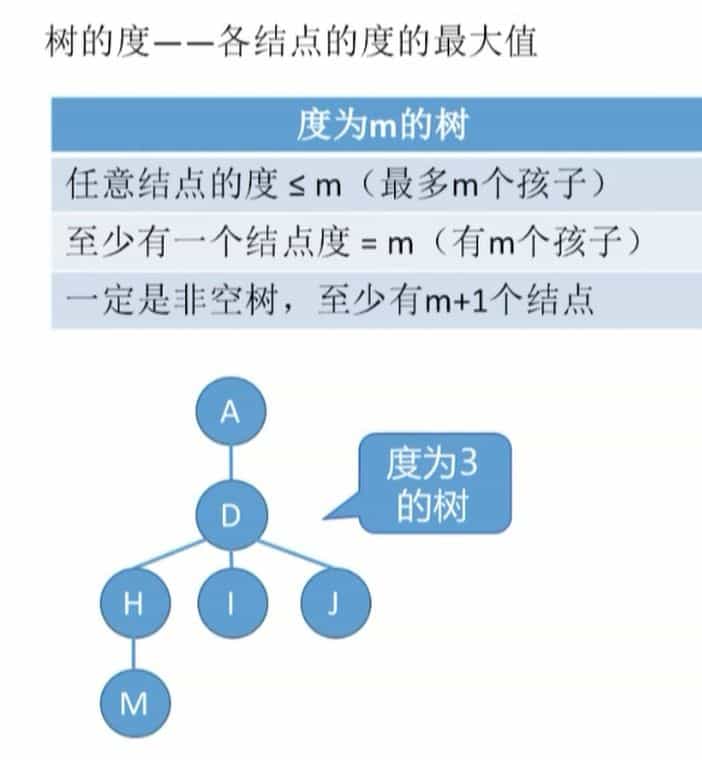 树的度——各结点的度的最大值
度为m的树
任意结点的度≤m（最多m个孩子）
至少有一个结点度 = m（有m个孩子）
一定是非空树，至少有m+1个结点
A
度为3
的树
D
H
I
J
M